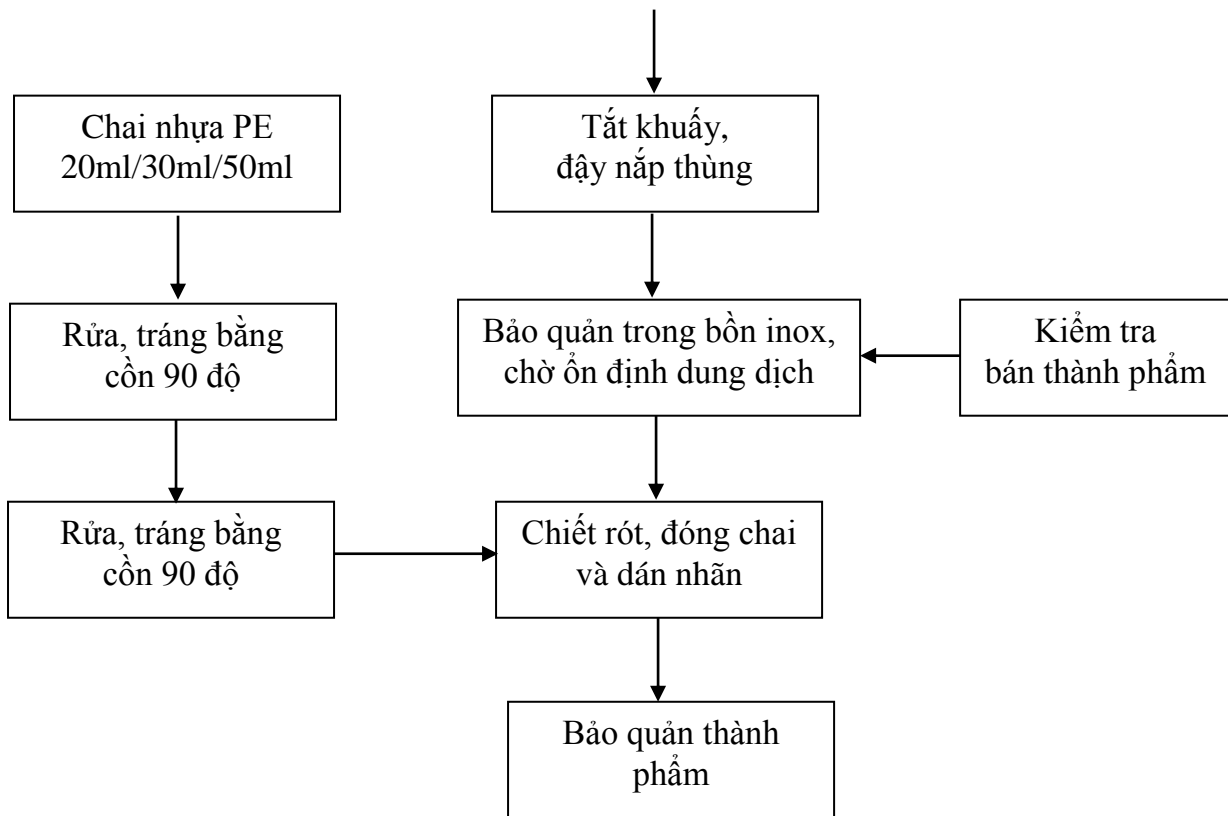 Chai nhựa PE
20ml/30ml/50ml
Tắt khuấy,
đậy nắp thùng
Rửa, tráng bằng
cồn 90 độ
Bảo quản trong bồn inox,
chờ ổn định dung dịch
Kiểm tra
bán thành phẩm
Rửa, tráng bằng
cồn 90 độ
Chiết rót, đóng chai
và dán nhãn
Bảo quản thành
phẩm